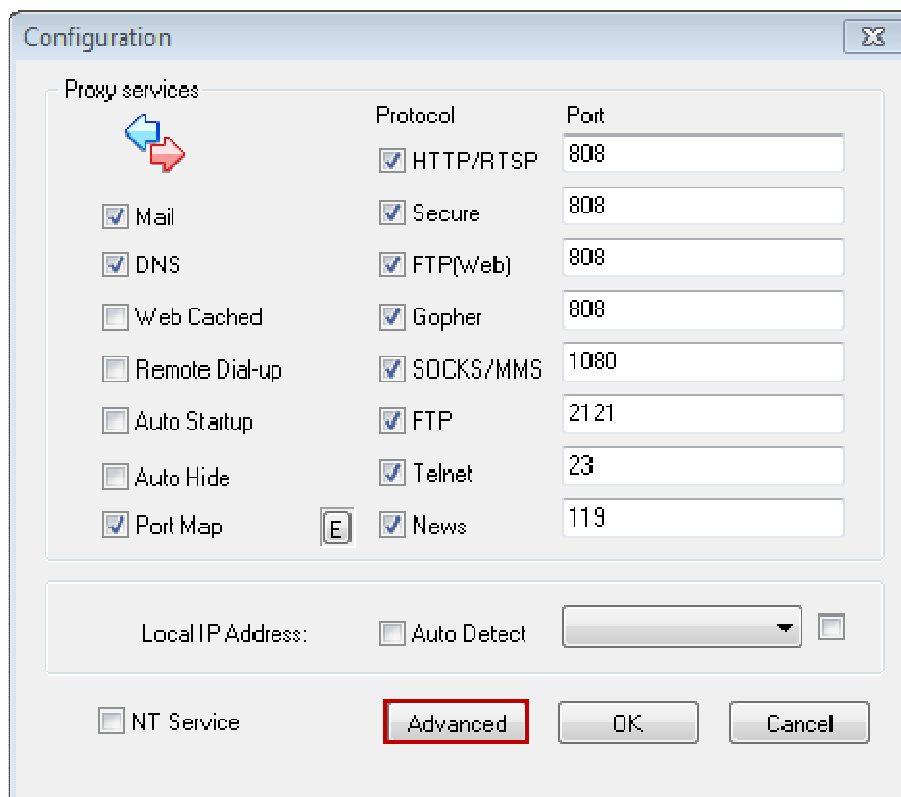 Configuration
Proxy services
Protocol Port
HTTP/RTSP 808
Mail Secure 808
DNS FTP(Web) 808
Web Cached Gopher 808
Remote Dial-up SOCKS/MMS 1080
Auto Startup FTP 2121
Auto Hide Telnet 23
Port Map E News 119
Local IP Address: Auto Detect
NT Service Advanced OK Cancel